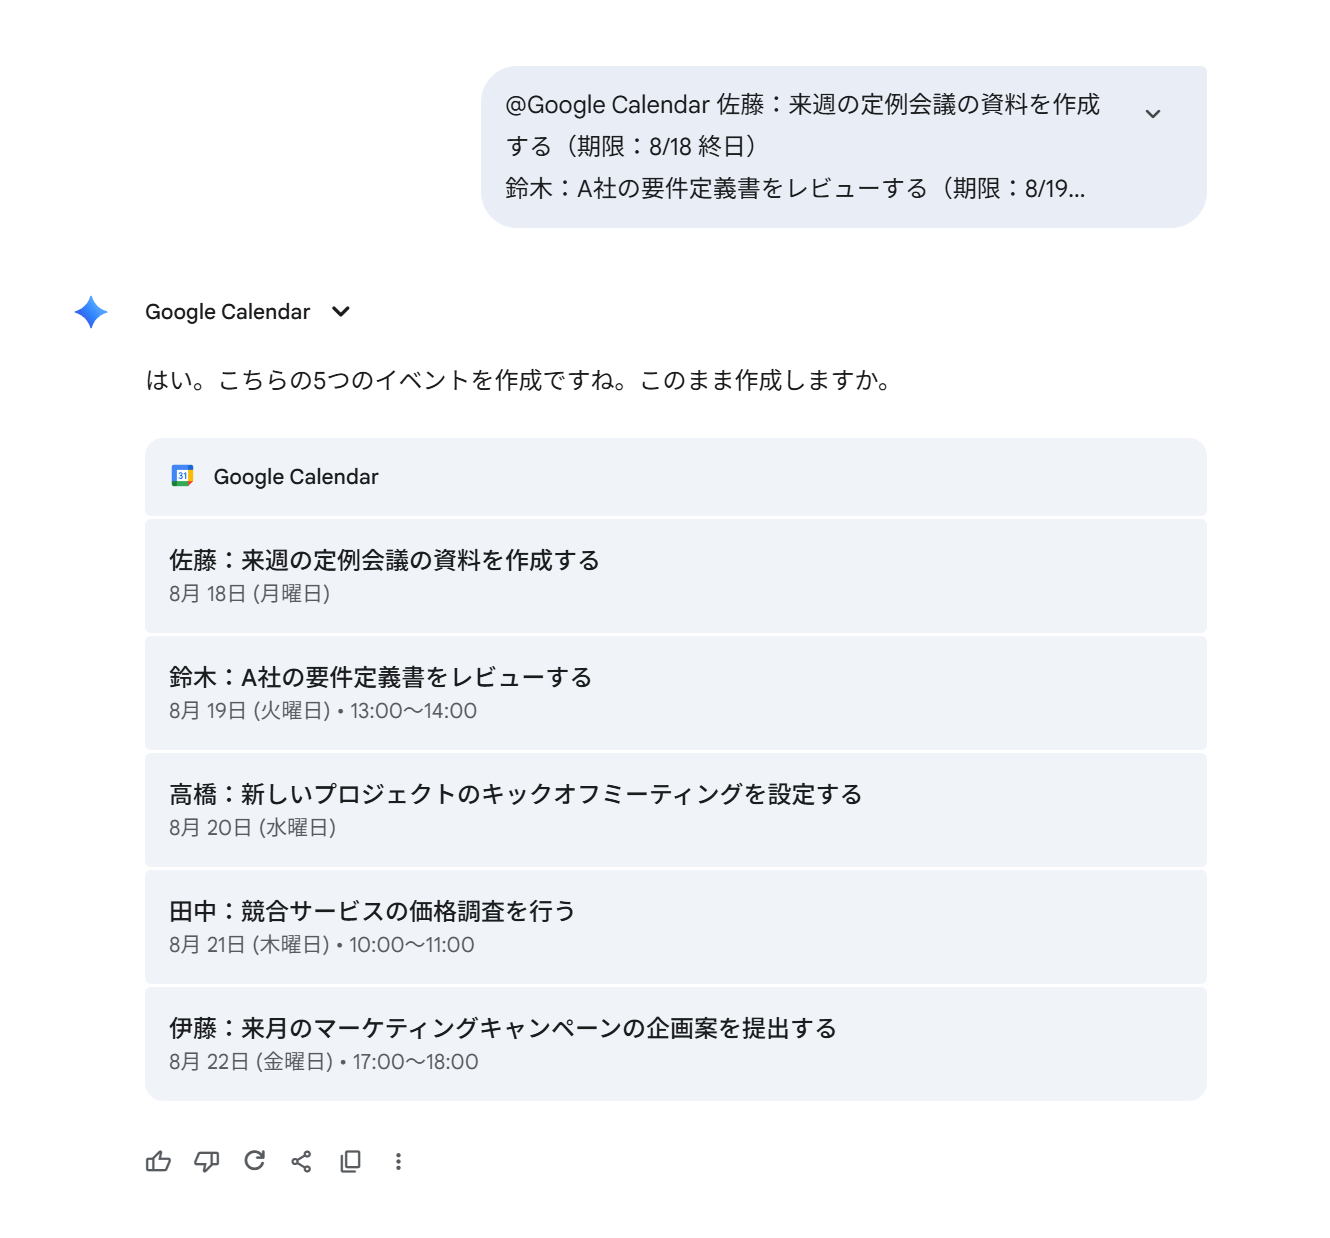 @Google Calendar 佐藤：来週の定例会議の資料を作成
する（期限：8/18 終日）
鈴木：A社の要件定義書をレビューする（期限：8/19...
Google Calendar
はい。こちらの5つのイベントを作成ですね。このまま作成しますか。
31
Google Calendar
佐藤：来週の定例会議の資料を作成する
8月 18日 (月曜日)
鈴木：A社の要件定義書をレビューする
8月 19日 (火曜日) • 13:00～14:00
高橋：新しいプロジェクトのキックオフミーティングを設定する
8月 20日 (水曜日)
田中：競合サービスの価格調査を行う
8月 21日 (木曜日) • 10:00～11:00
伊藤：来月のマーケティングキャンペーンの企画案を提出する
8月 22日 (金曜日) • 17:00～18:00